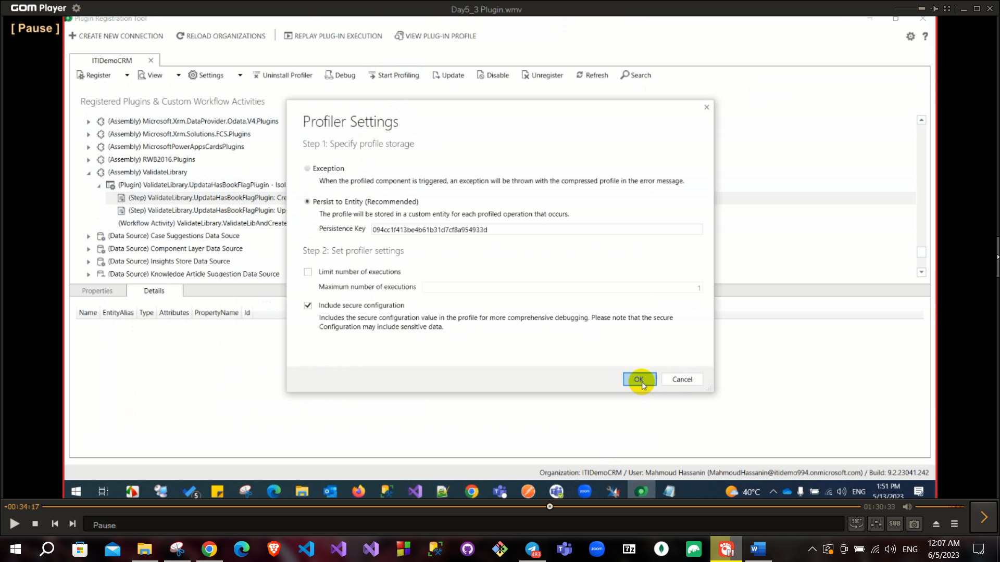 GOM Player
Day5_3 Plugin.wmv
[ Pause ]
Plugin Registration Tool
CREATE NEW CONNECTION
RELOAD ORGANIZATIONS
REPLAY PLUG-IN EXECUTION
VIEW PLUG-IN PROFILE
ITIDemoCRM
Register
View
Settings
Uninstall Profiler
Debug
Start Profiling
Update
Disable
Unregister
Refresh
Search
Registered Plugins & Custom Workflow Activities
(Assembly) Microsoft.Xrm.DataProvider.Odata.V4.Plugins
(Assembly) Microsoft.Xrm.Solutions.FCS.Plugins
(Assembly) MicrosoftPowerAppsCardsPlugins
(Assembly) RWB2016.Plugins
(Assembly) ValidateLibrary
(Plugin) ValidateLibrary.UpdataHasBookFlagPlugin - Isol
(Step) ValidateLibrary.UpdataHasBookFlagPlugin: Cre
(Step) ValidateLibrary.UpdataHasBookFlagPlugin: Up
(Workflow Activity) ValidateLibrary.ValidateLibAndCreate
(Data Source) Case Suggestions Data Souce
(Data Source) Component Layer Data Source
(Data Source) Insights Store Data Source
(Data Source) Knowledge Article Suggestion Data Source
Profiler Settings
Step 1: Specify profile storage
Exception
When the profiled component is triggered, an exception will be thrown with the compressed profile in the error message.
Persist to Entity (Recommended)
The profile will be stored in a custom entity for each profiled operation that occurs.
Persistence Key 094cc1f413be4b61b31d7cf8a954933d
Step 2: Set profiler settings
Limit number of executions
Maximum number of executions 1
Include secure configuration
Includes the secure configuration value in the profile for more comprehensive debugging. Please note that the secure
Configuration may include sensitive data.
OK
Cancel
Properties
Details
Name EntityAlias Type Attributes PropertyName Id
Organization: ITIDemoCRM / User: Mahmoud Hassanin (MahmoudHassanin@itidemo994.onmicrosoft.com) / Build: 9.2.23041.242
5
zoom
40°C
ENG
1:51 PM
5/13/2023
-00:34:17
01:30:33
Pause
360°
SUB
483
zoom
7z
ENG
12:07 AM
6/5/2023